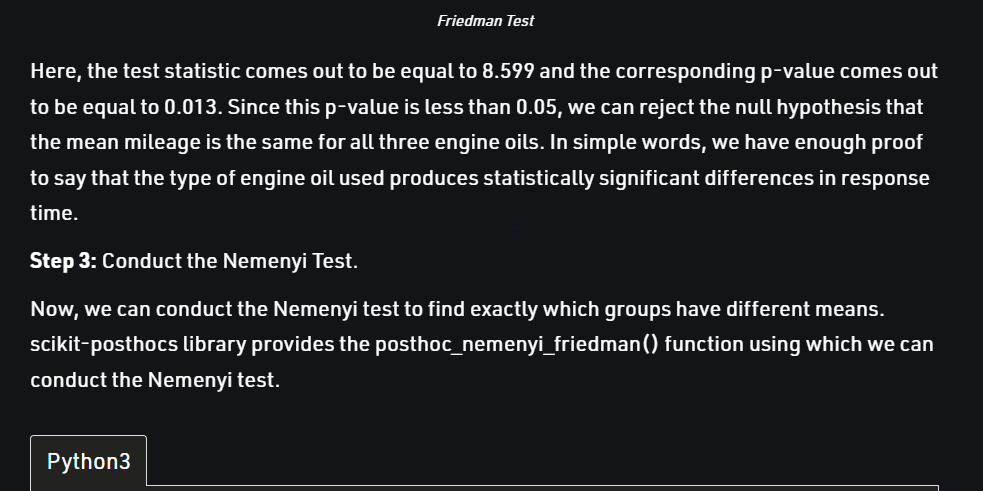 Friedman Test
Here, the test statistic comes out to be equal to 8.599 and the corresponding p-value comes out
to be equal to 0.013. Since this p-value is less than 0.05, we can reject the null hypothesis that
the mean mileage is the same for all three engine oils. In simple words, we have enough proof
to say that the type of engine oil used produces statistically significant differences in response
time.
Step 3: Conduct the Nemenyi Test.
Now, we can conduct the Nemenyi test to find exactly which groups have different means.
scikit-posthocs library provides the posthoc_nemenyi_friedman() function using which we can
conduct the Nemenyi test.
Python3